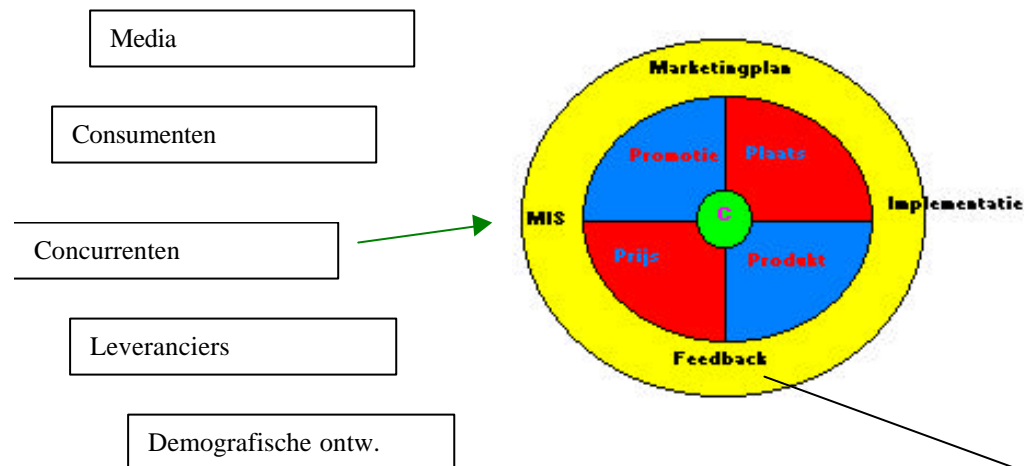 Media
Consumenten
Concurrenten
Leveranciers
Demografische ontw.
Marketingplan
Promotie Plaats
MIS C Implementatie
Prijs Produkt
Feedback